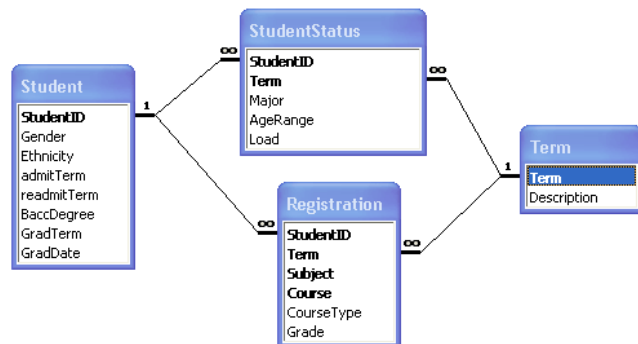 Student
StudentID
Gender
Ethnicity
admitTerm
readmitTerm
BaccDegree
GradTerm
GradDate
1
∞
∞
StudentStatus
StudentID
Term
Major
AgeRange
Load
∞
Registration
StudentID
Term
Subject
Course
CourseType
Grade
∞
1
Term
Term
Description